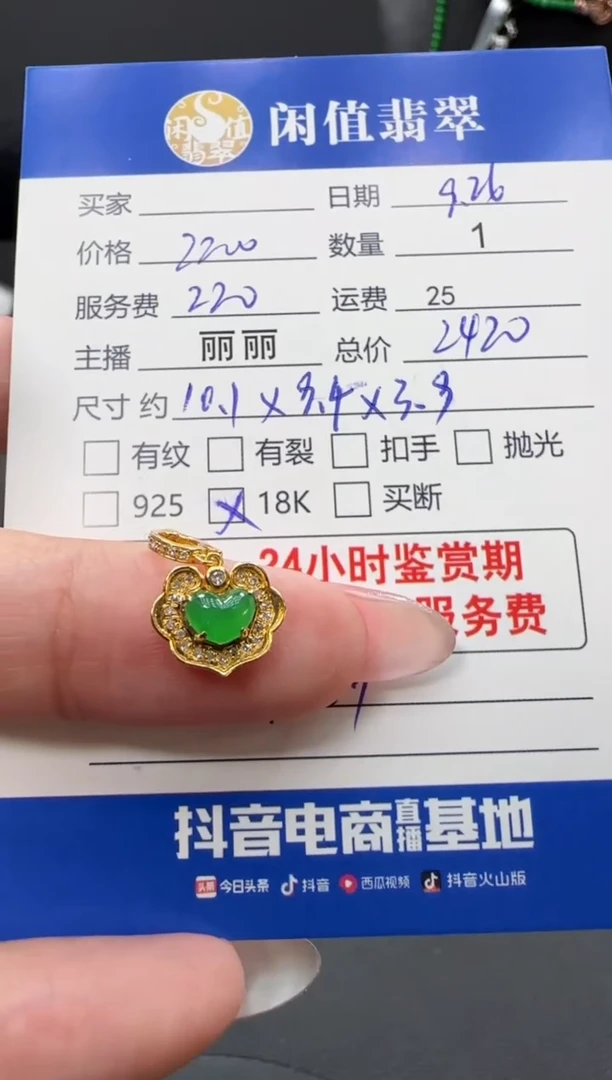 闲值翡翠 闲值翡翠
买家 日期 9.26
价格 2200 数量 1
服务费 220 运费 25
主播 丽丽 总价 2420
尺寸 约 10.1×8.4×3.8
有纹 有裂 扣手 抛光
925 X 18K 买断
24小时鉴赏期
服务费
抖音电商直播基地
头条 今日头条 抖音 西瓜视频 抖音火山版